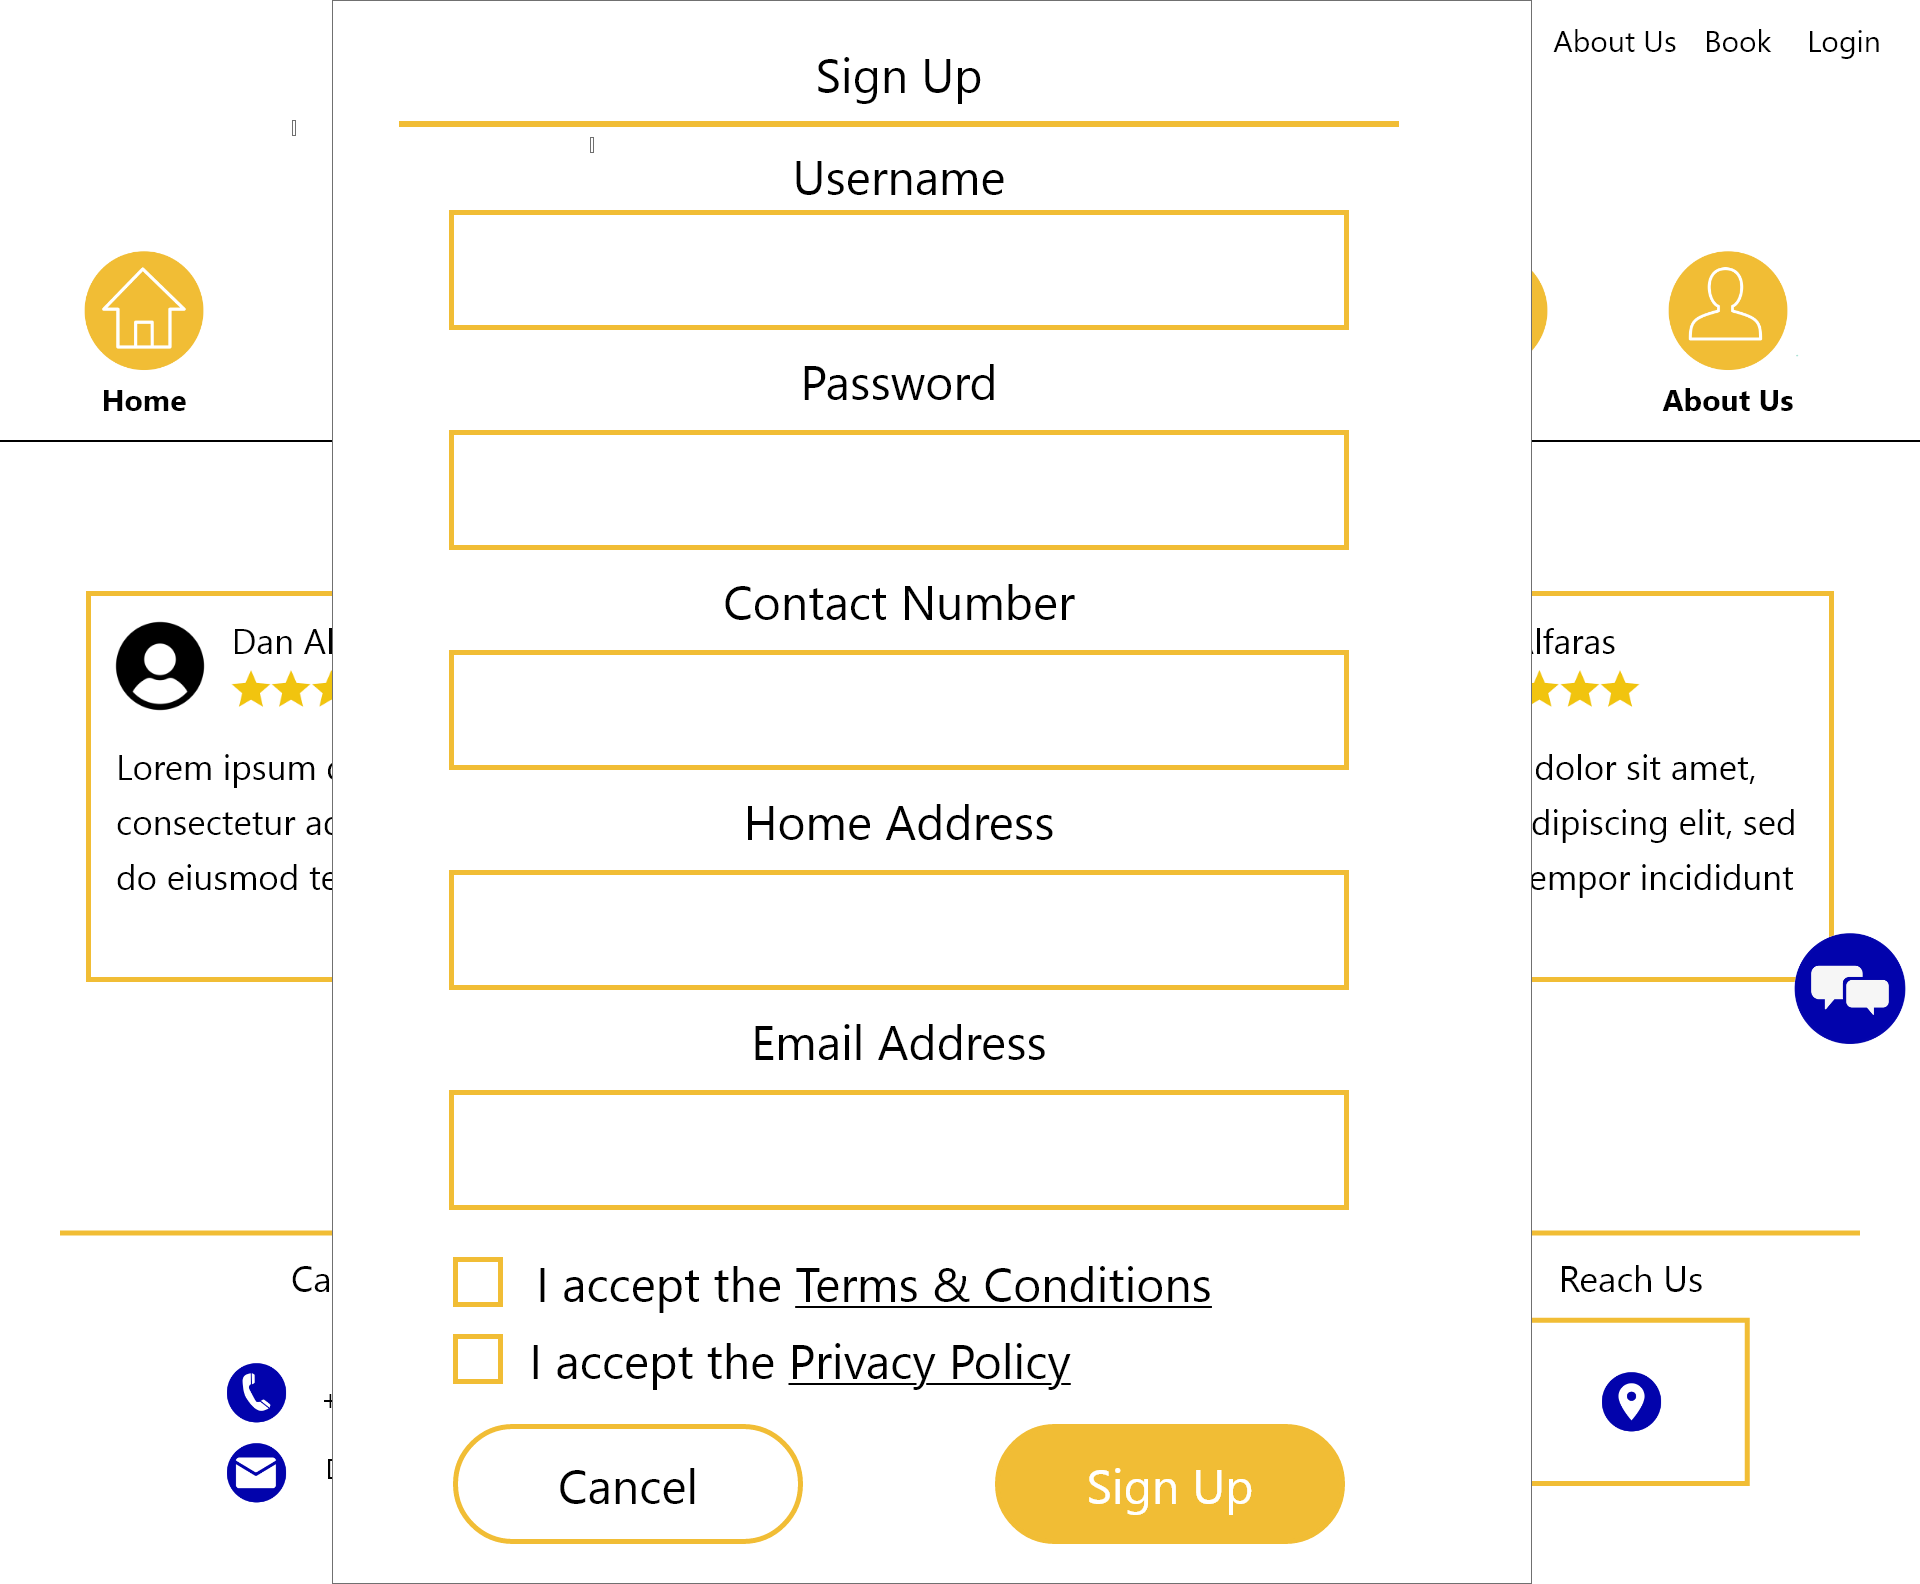 About Us Book Login
Sign Up
Username
Home
About Us
Password
Contact Number
Dan
lfaras
Lorem ipsum
dolor sit amet,
consectetur
dipiscing elit, sed
do eiusmod te
empor incididunt
Home Address
Email Address
I accept the Terms & Conditions
I accept the Privacy Policy
Ca
Reach Us
+
Cancel
Sign Up